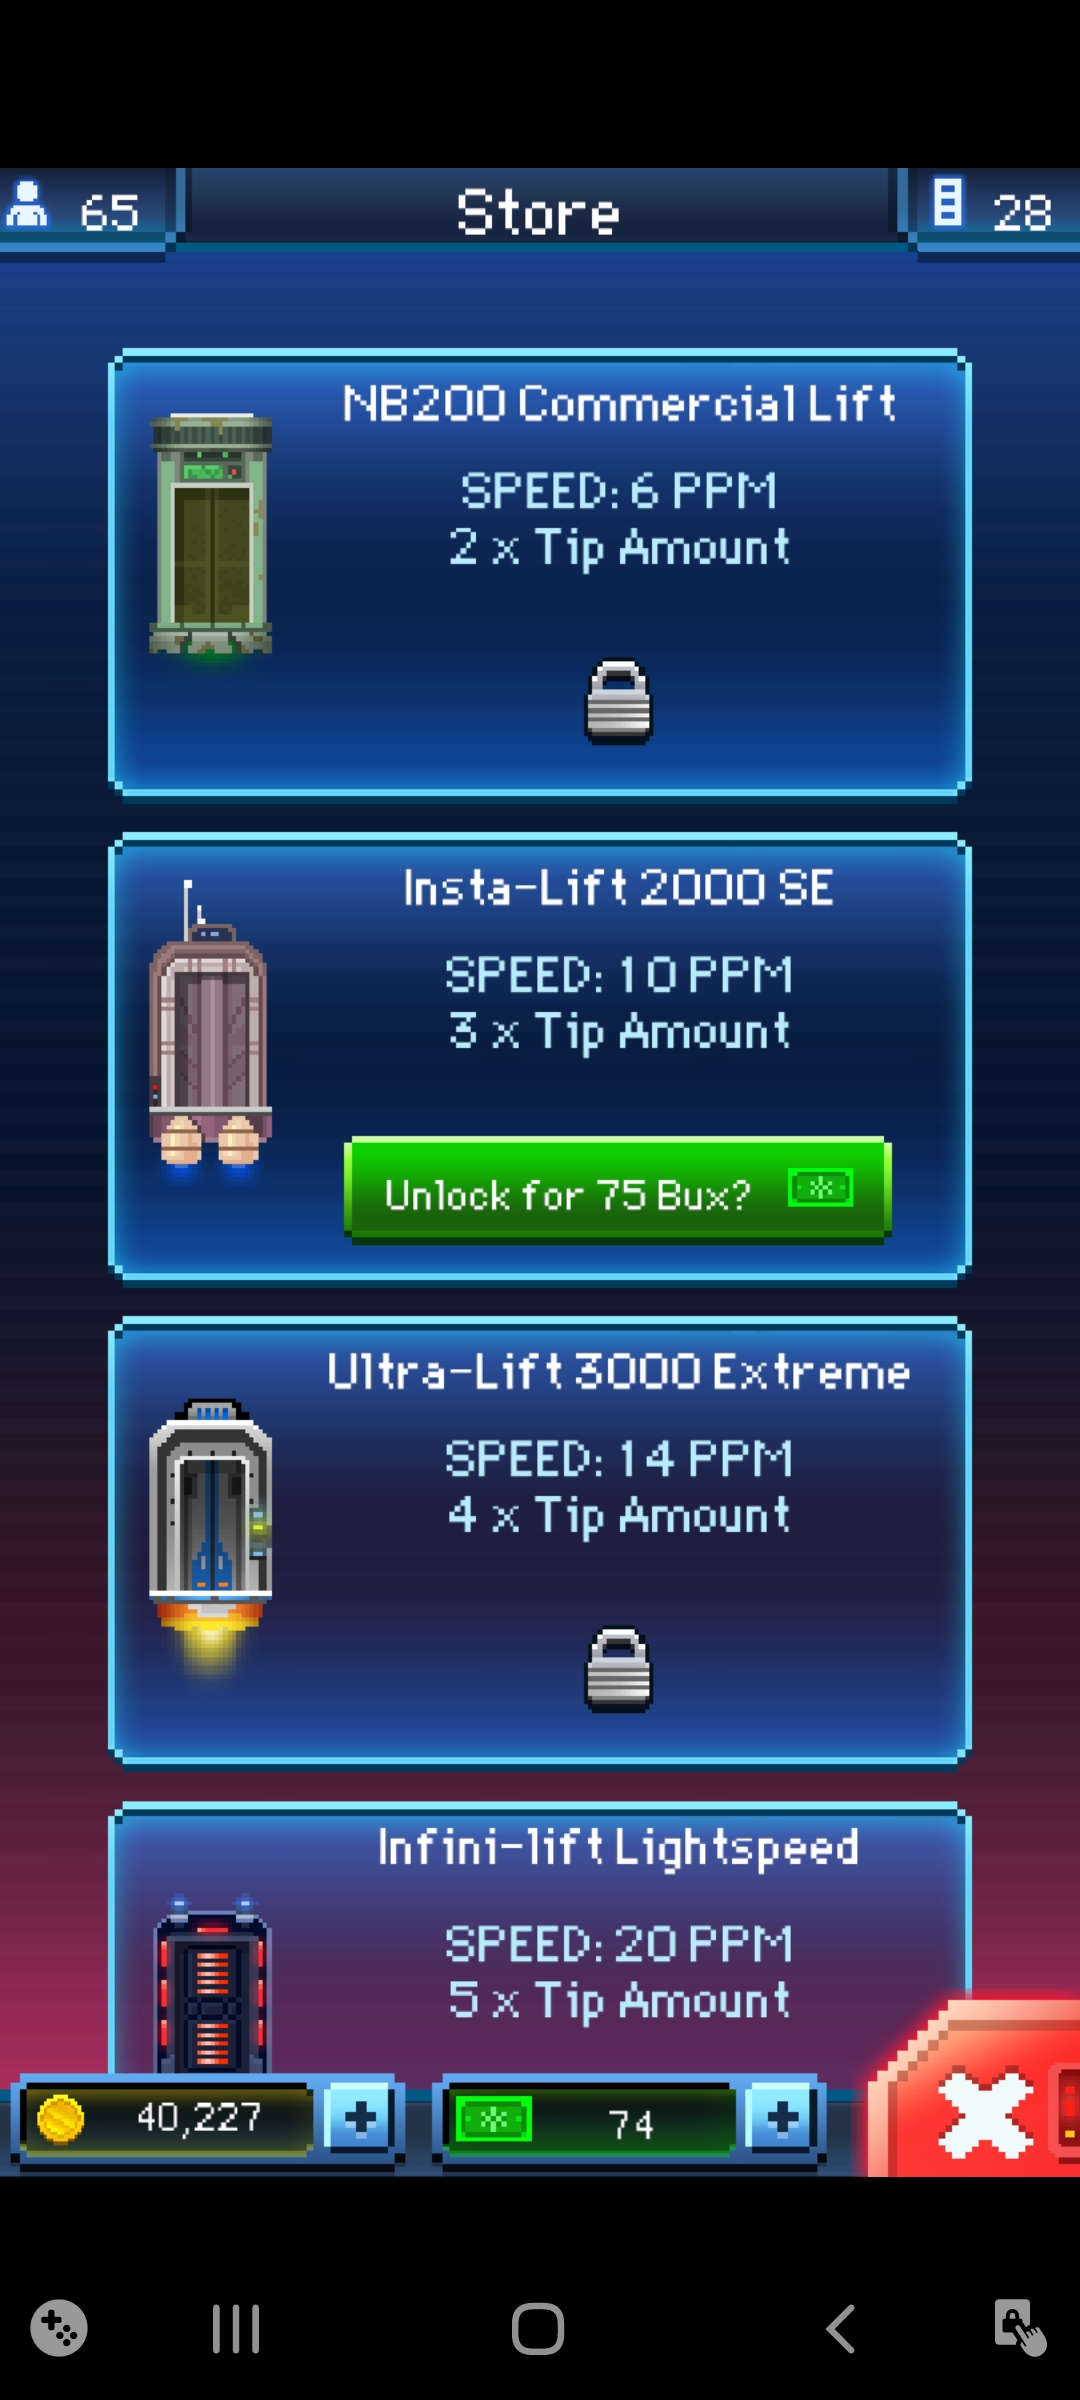 65
Store
28
NB200 Commercial Lift
SPEED: 6 PPM
2 x Tip Amount
Insta-Lift 2000 SE
SPEED: 10 PPM
3 x Tip Amount
Unlock for 75 Bux?
Ultra-Lift 3000 Extreme
SPEED: 14 PPM
4 x Tip Amount
Infini-lift Lightspeed
SPEED: 20 PPM
5 x Tip Amount
40,227
74